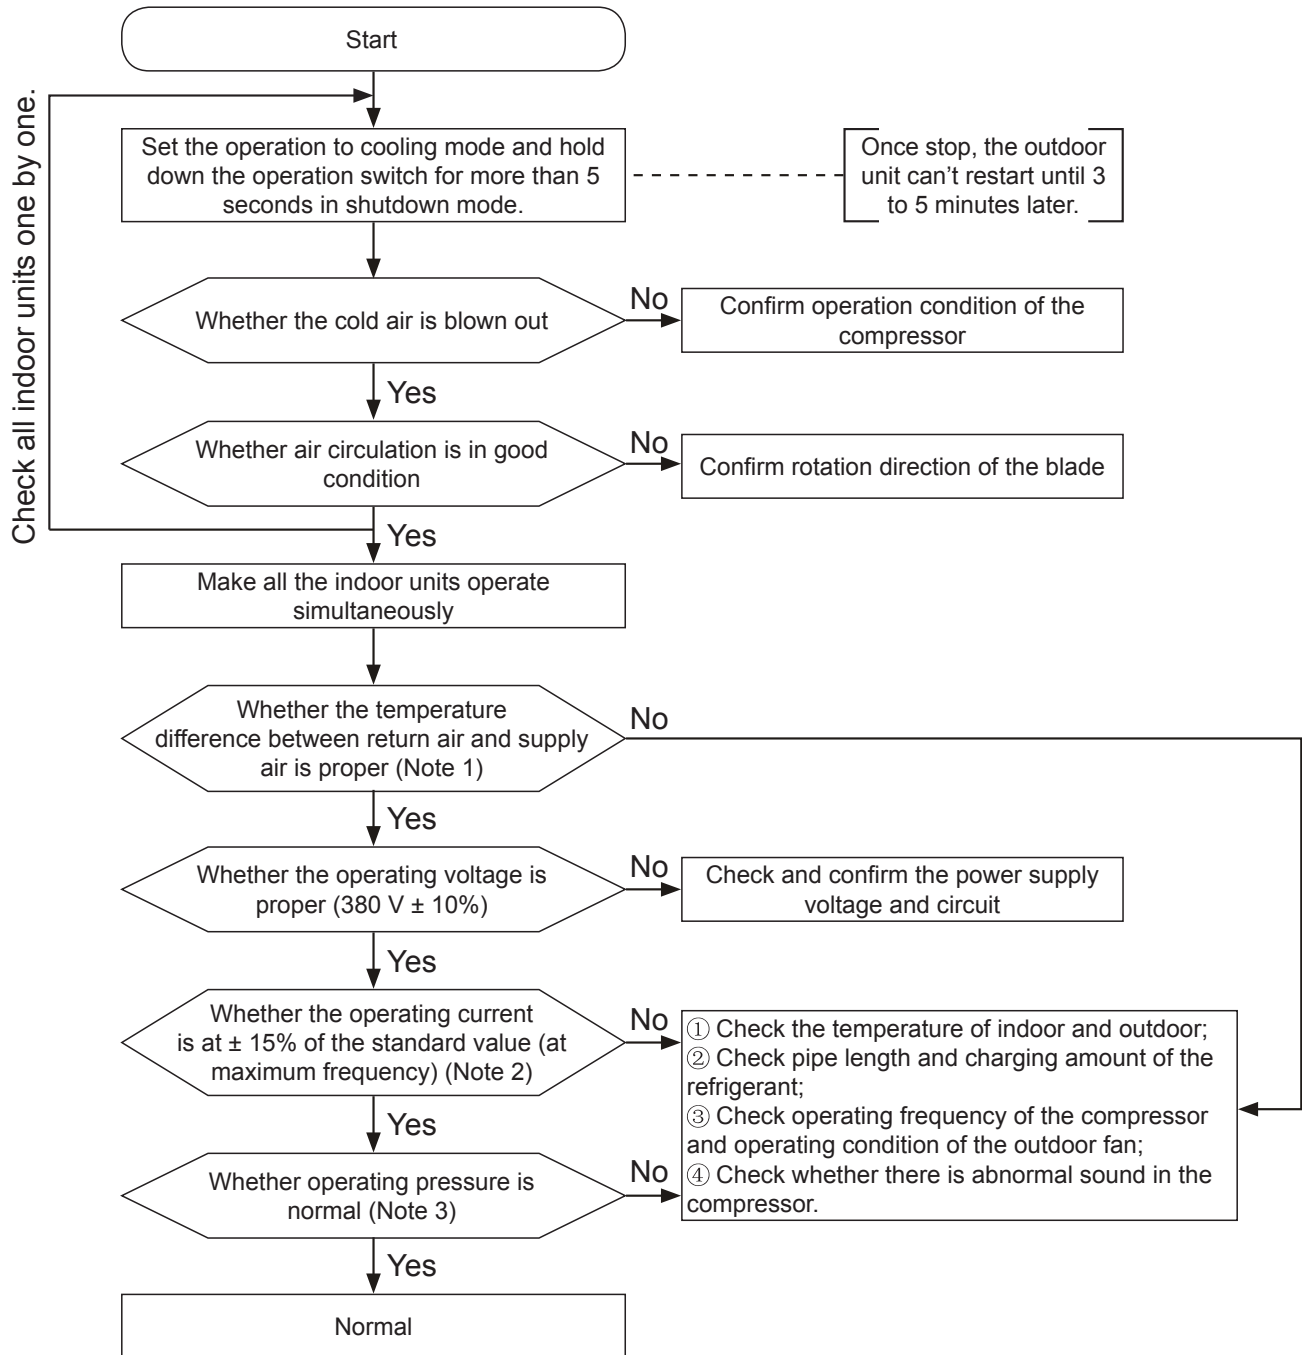 Start
Check all indoor units one by one.
Set the operation to cooling mode and hold
down the operation switch for more than 5
seconds in shutdown mode.
Once stop, the outdoor
unit can't restart until 3
to 5 minutes later.
Whether the cold air is blown out
No
Confirm operation condition of the
compressor
Yes
Whether air circulation is in good
condition
No
Confirm rotation direction of the blade
Yes
Make all the indoor units operate
simultaneously
Whether the temperature
difference between return air and supply
air is proper (Note 1)
No
Yes
Whether the operating voltage is
proper (380 V ± 10%)
No
Check and confirm the power supply
voltage and circuit
Yes
Whether the operating current
is at ± 15% of the standard value (at
maximum frequency) (Note 2)
No
① Check the temperature of indoor and outdoor;
② Check pipe length and charging amount of the
refrigerant;
③ Check operating frequency of the compressor
and operating condition of the outdoor fan;
④ Check whether there is abnormal sound in the
compressor.
Yes
Whether operating pressure is
normal (Note 3)
No
Yes
Normal